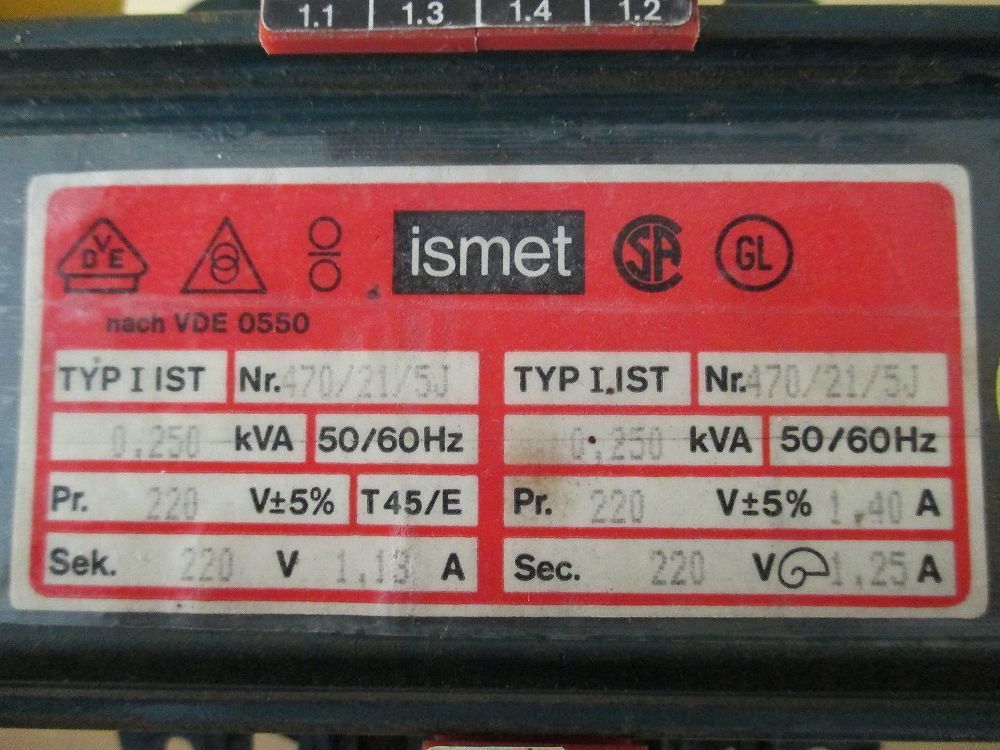 1.1 1.3 1.4 1.2
VDE ismet SA GL
nach VDE 0550
TYP I IST Nr. 470/21/5J TYP I.IST Nr. 470/21/5J
0,250 kVA 50/60Hz 0,250 kVA 50/60Hz
Pr. 220 V±5% T45/E Pr. 220 V±5% 1,40 A
Sek. 220 V 1,13 A Sec. 220 V 1,25 A